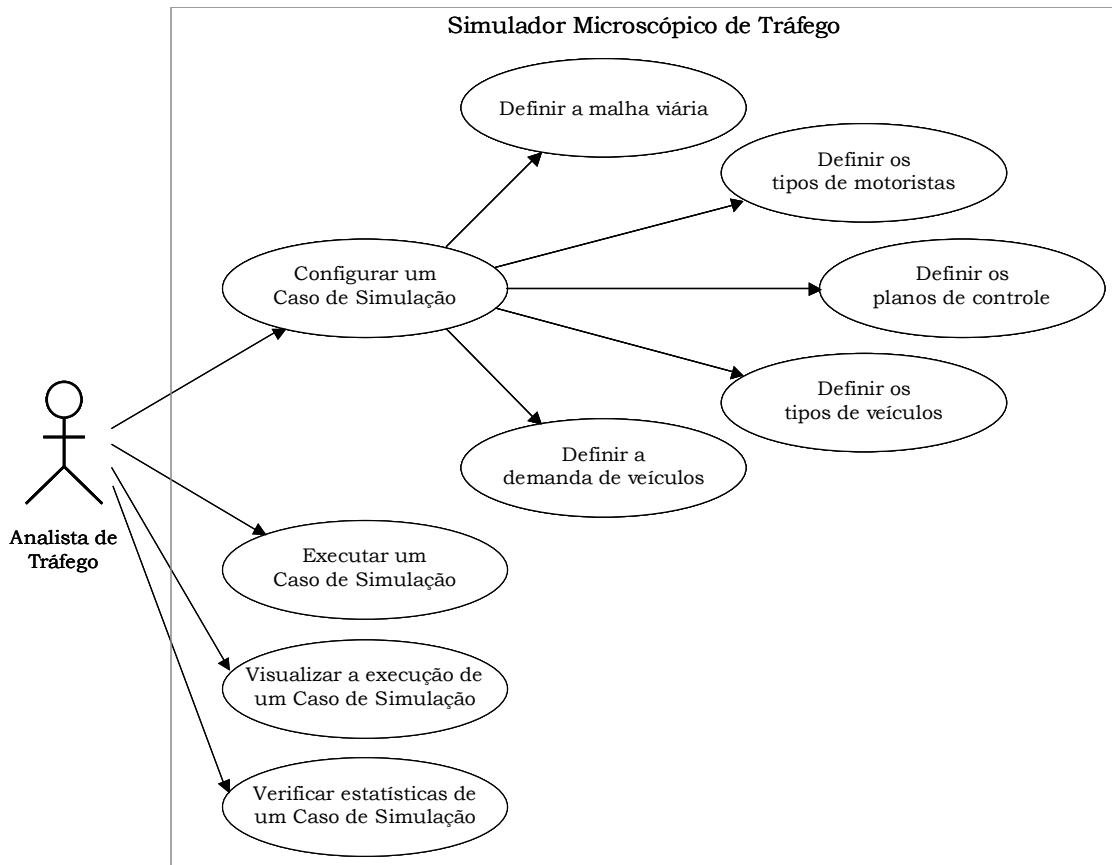 Simulador Microscópico de Tráfego
Definir a malha viária
Definir os
tipos de motoristas
Configurar um
Caso de Simulação
Definir os
planos de controle
Definir os
tipos de veículos
Definir a
demanda de veículos
Analista de
Tráfego
Executar um
Caso de Simulação
Visualizar a execução de
um Caso de Simulação
Verificar estatísticas de
um Caso de Simulação